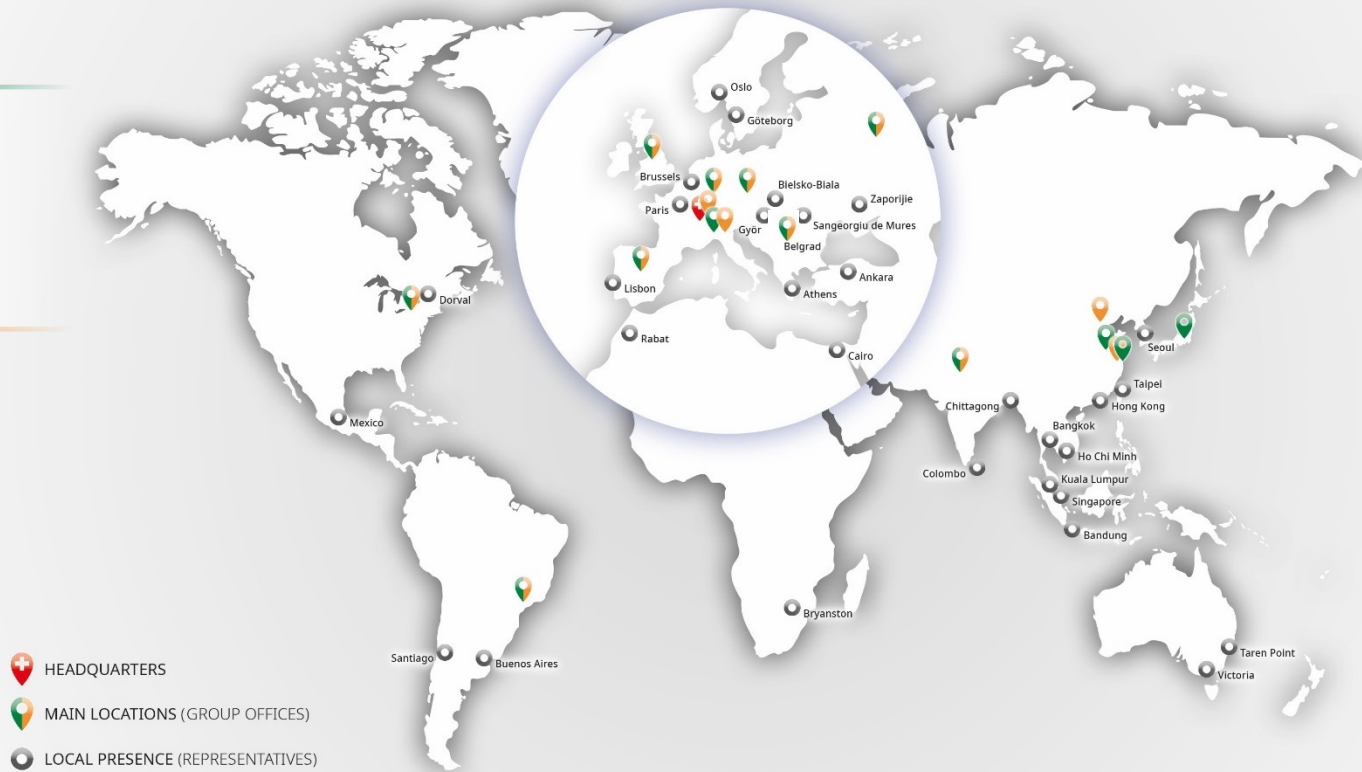 Oslo
Göteborg
Brussels
Bielsko-Biala
Zaporijie
Paris
Györ
Sangeorgiu de Mures
Belgrad
Ankara
Lisbon
Athens
Dorval
Rabat
Cairo
Seoul
Taipei
Chittagong
Hong Kong
Mexico
Bangkok
Ho Chi Minh
Colombo
Kuala Lumpur
Singapore
Bandung
Bryanston
Taren Point
Santiago
Buenos Aires
Victoria
HEADQUARTERS
MAIN LOCATIONS (GROUP OFFICES)
LOCAL PRESENCE (REPRESENTATIVES)